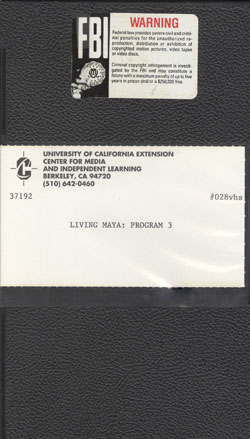 FBI
WARNING
Federal law provides severe civil and crimi-
nal penalties for the unauthorized re-
production, distribution or exhibition of
copyrighted motion pictures, video tapes
or video discs.
Criminal copyright infringement is investi-
gated by the FBI and may constitute a
felony with a maximum penalty of up to five
years in prison and/or a $250,000 fine.
UNIVERSITY OF CALIFORNIA EXTENSION
CENTER FOR MEDIA
AND INDEPENDENT LEARNING
BERKELEY, CA 94720
(510) 642-0460
37192 #028vhs
LIVING MAYA: PROGRAM 3